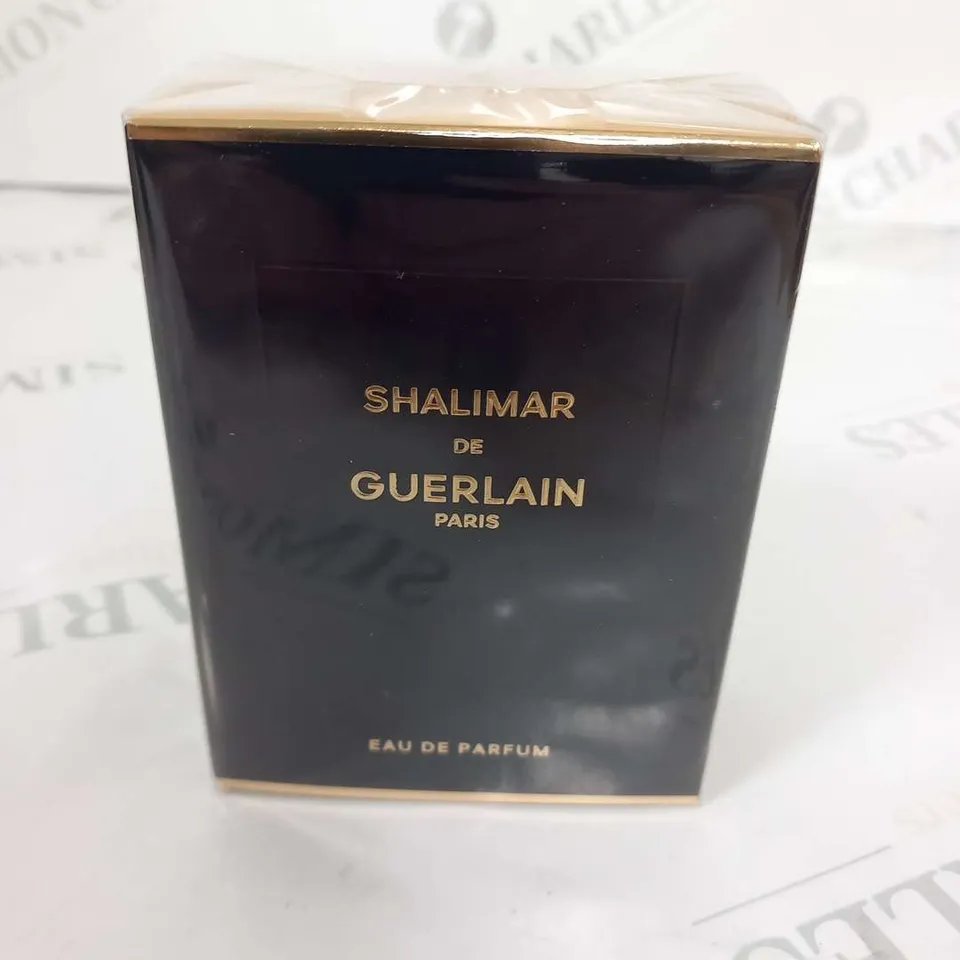 SHALIMAR
DE
GUERLAIN
PARIS
EAU DE PARFUM